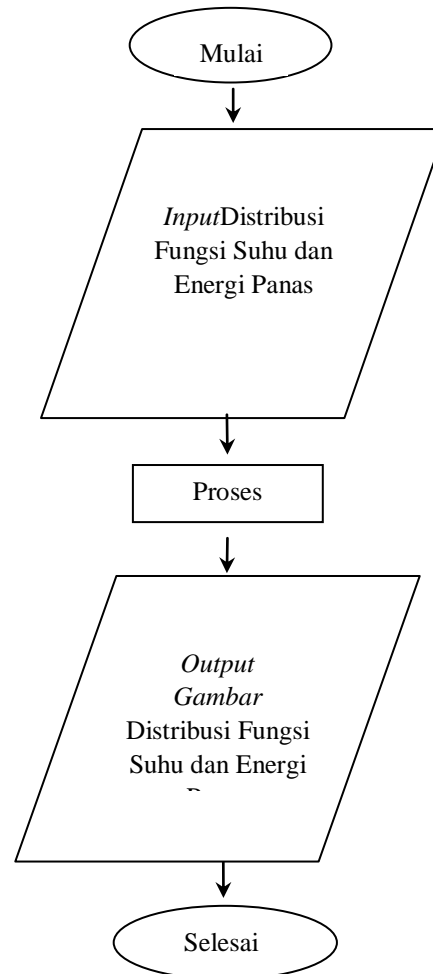 Mulai
InputDistribusi
Fungsi Suhu dan
Energi Panas
Proses
Output
Gambar
Distribusi Fungsi
Suhu dan Energi
Selesai